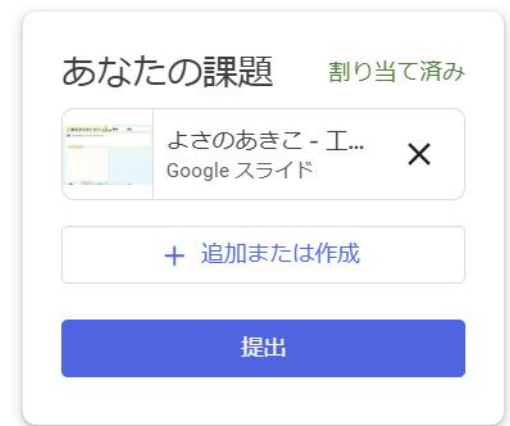 あなたの課題
割り当て済み
よさのあきこ - 工...
Google スライド
+ 追加または作成
提出